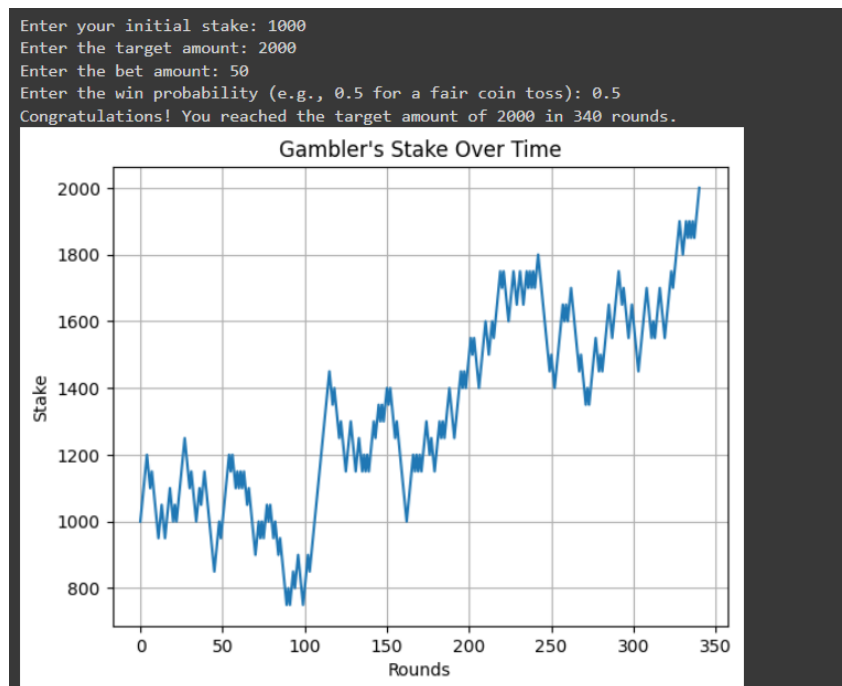 Enter your initial stake: 1000
Enter the target amount: 2000
Enter the bet amount: 50
Enter the win probability (e.g., 0.5 for a fair coin toss): 0.5
Congratulations! You reached the target amount of 2000 in 340 rounds.
Gambler's Stake Over Time
2000
1800
1600
1400
1200
1000
800
Stake
0 50 100 150 200 250 300 350
Rounds